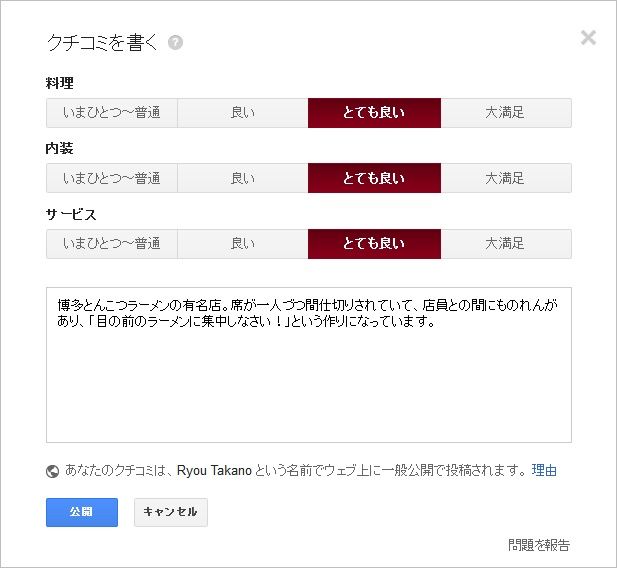 クチコミを書く ?
料理
いまひとつ～普通 良い とても良い 大満足
内装
いまひとつ～普通 良い とても良い 大満足
サービス
いまひとつ～普通 良い とても良い 大満足
博多とんこつラーメンの有名店。席が一人づつ間仕切りされていて、店員との間にものれんが
あり、「目の前のラーメンに集中しなさい！」という作りになっています。
あなたのクチコミは、Ryou Takano という名前でウェブ上に一般公開で投稿されます。 理由
公開 キャンセル
問題を報告